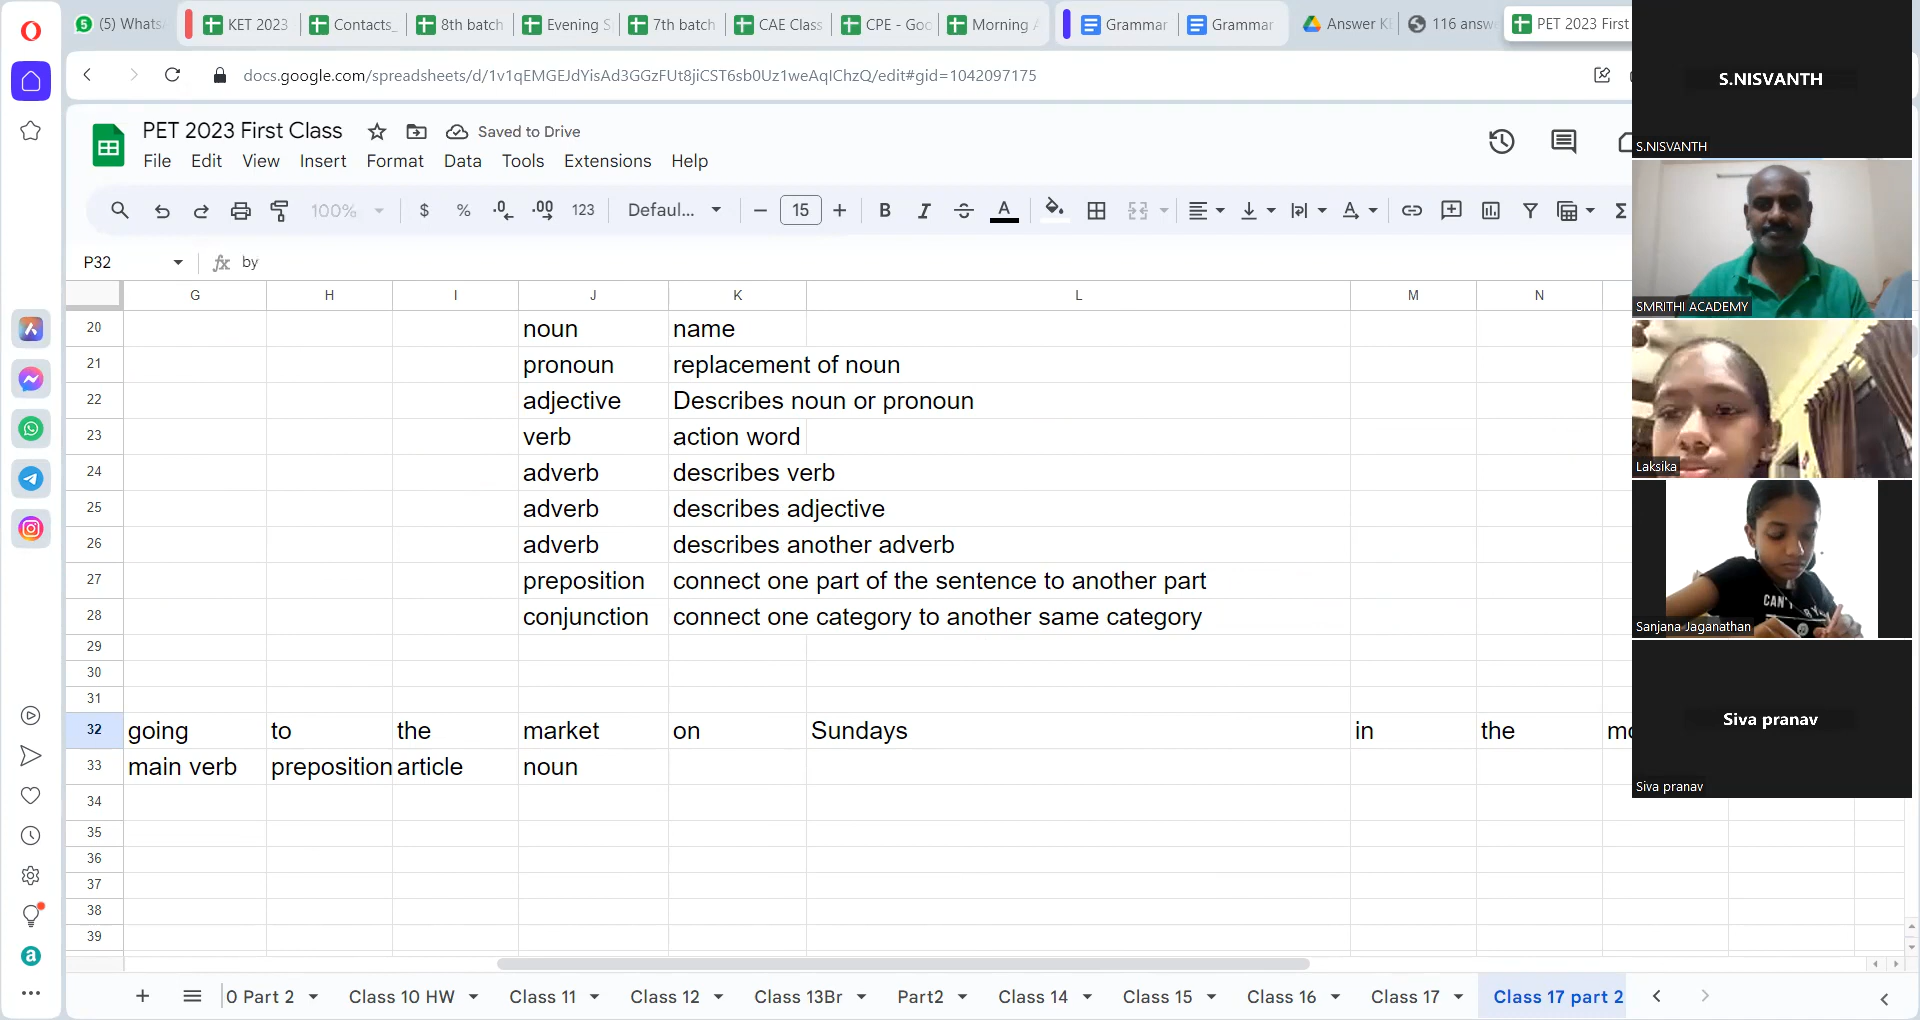 (5) Whats
KET 2023
Contacts_
8th batch
Evening S
7th batch
CAE Class
CPE - Goo
Morning A
Grammar
Grammar
Answer K
116 answ
PET 2023 First
docs.google.com/spreadsheets/d/1v1qEMGEJdYisAd3GGzFUt8jiCST6sb0Uz1weAqIChzQ/edit#gid=1042097175
PET 2023 First Class
Saved to Drive
File Edit View Insert Format Data Tools Extensions Help
100% $ % .0 .00 123 Defaul... 15 B I A Σ
P32 fx by
G H I J K L M N
20 noun name
21 pronoun replacement of noun
22 adjective Describes noun or pronoun
23 verb action word
24 adverb describes verb
25 adverb describes adjective
26 adverb describes another adverb
27 preposition connect one part of the sentence to another part
28 conjunction connect one category to another same category
29
30
31
32 going to the market on Sundays in the mo
33 main verb preposition article noun
34
35
36
37
38
39
0 Part 2 Class 10 HW Class 11 Class 12 Class 13Br Part2 Class 14 Class 15 Class 16 Class 17 Class 17 part 2
S.NISVANTH
S.NISVANTH
SMRITHI ACADEMY
Laksika
CAN'T
Sanjana Jaganathan
Siva pranav
Siva pranav